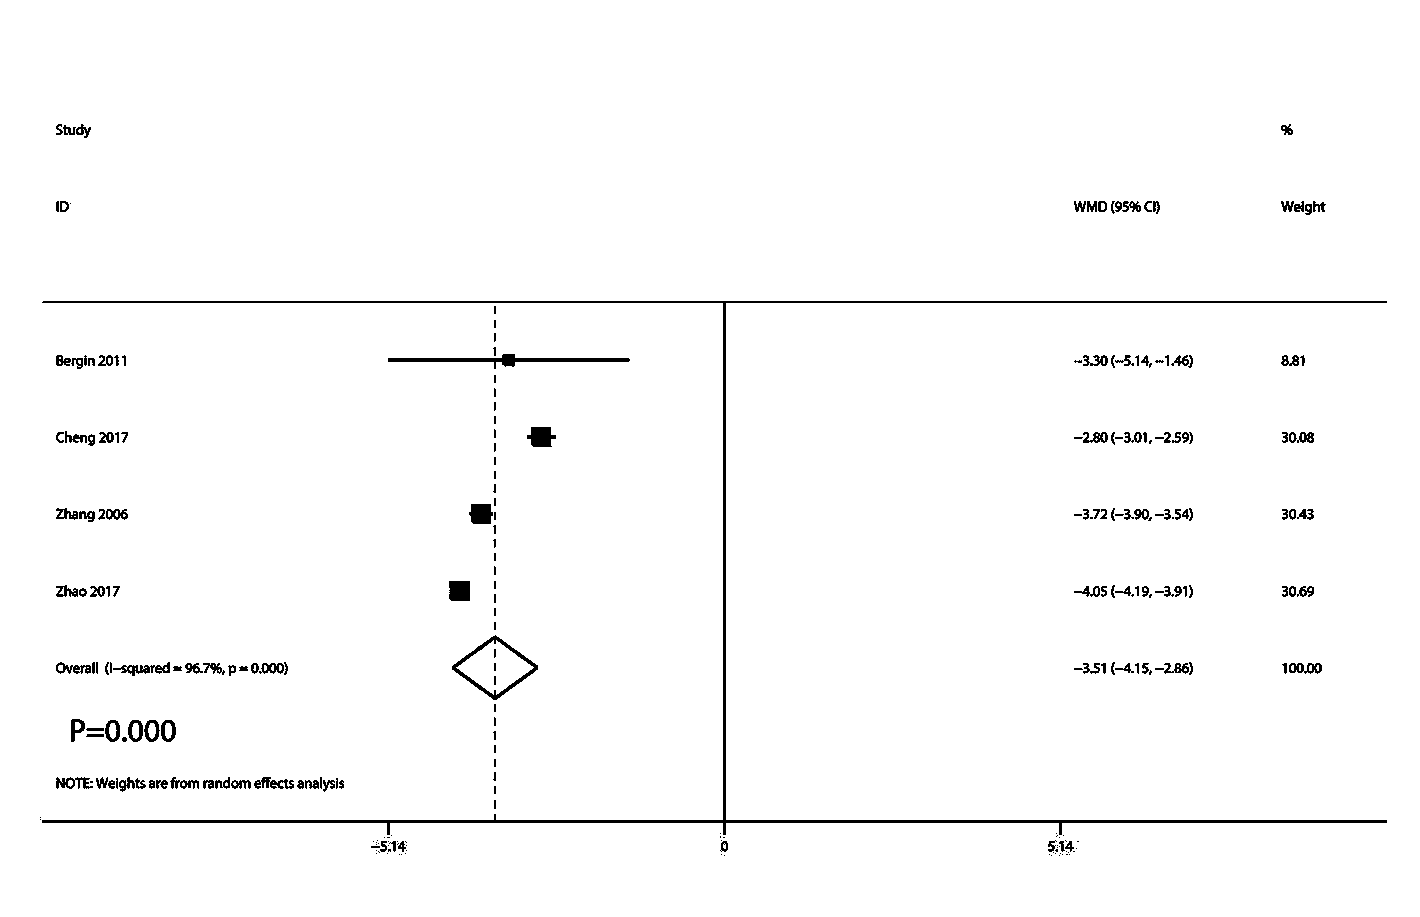 Study %
ID WMD (95% CI) Weight
Bergin 2011 −3.30 (−5.14, −1.46) 8.81
Cheng 2017 −2.80 (−3.01, −2.59) 30.08
Zhang 2006 −3.72 (−3.90, −3.54) 30.43
Zhao 2017 −4.05 (−4.19, −3.91) 30.69
Overall (I−squared = 96.7%, p = 0.000) −3.51 (−4.15, −2.86) 100.00
P=0.000
NOTE: Weights are from random effects analysis
−5.14 0 5.14